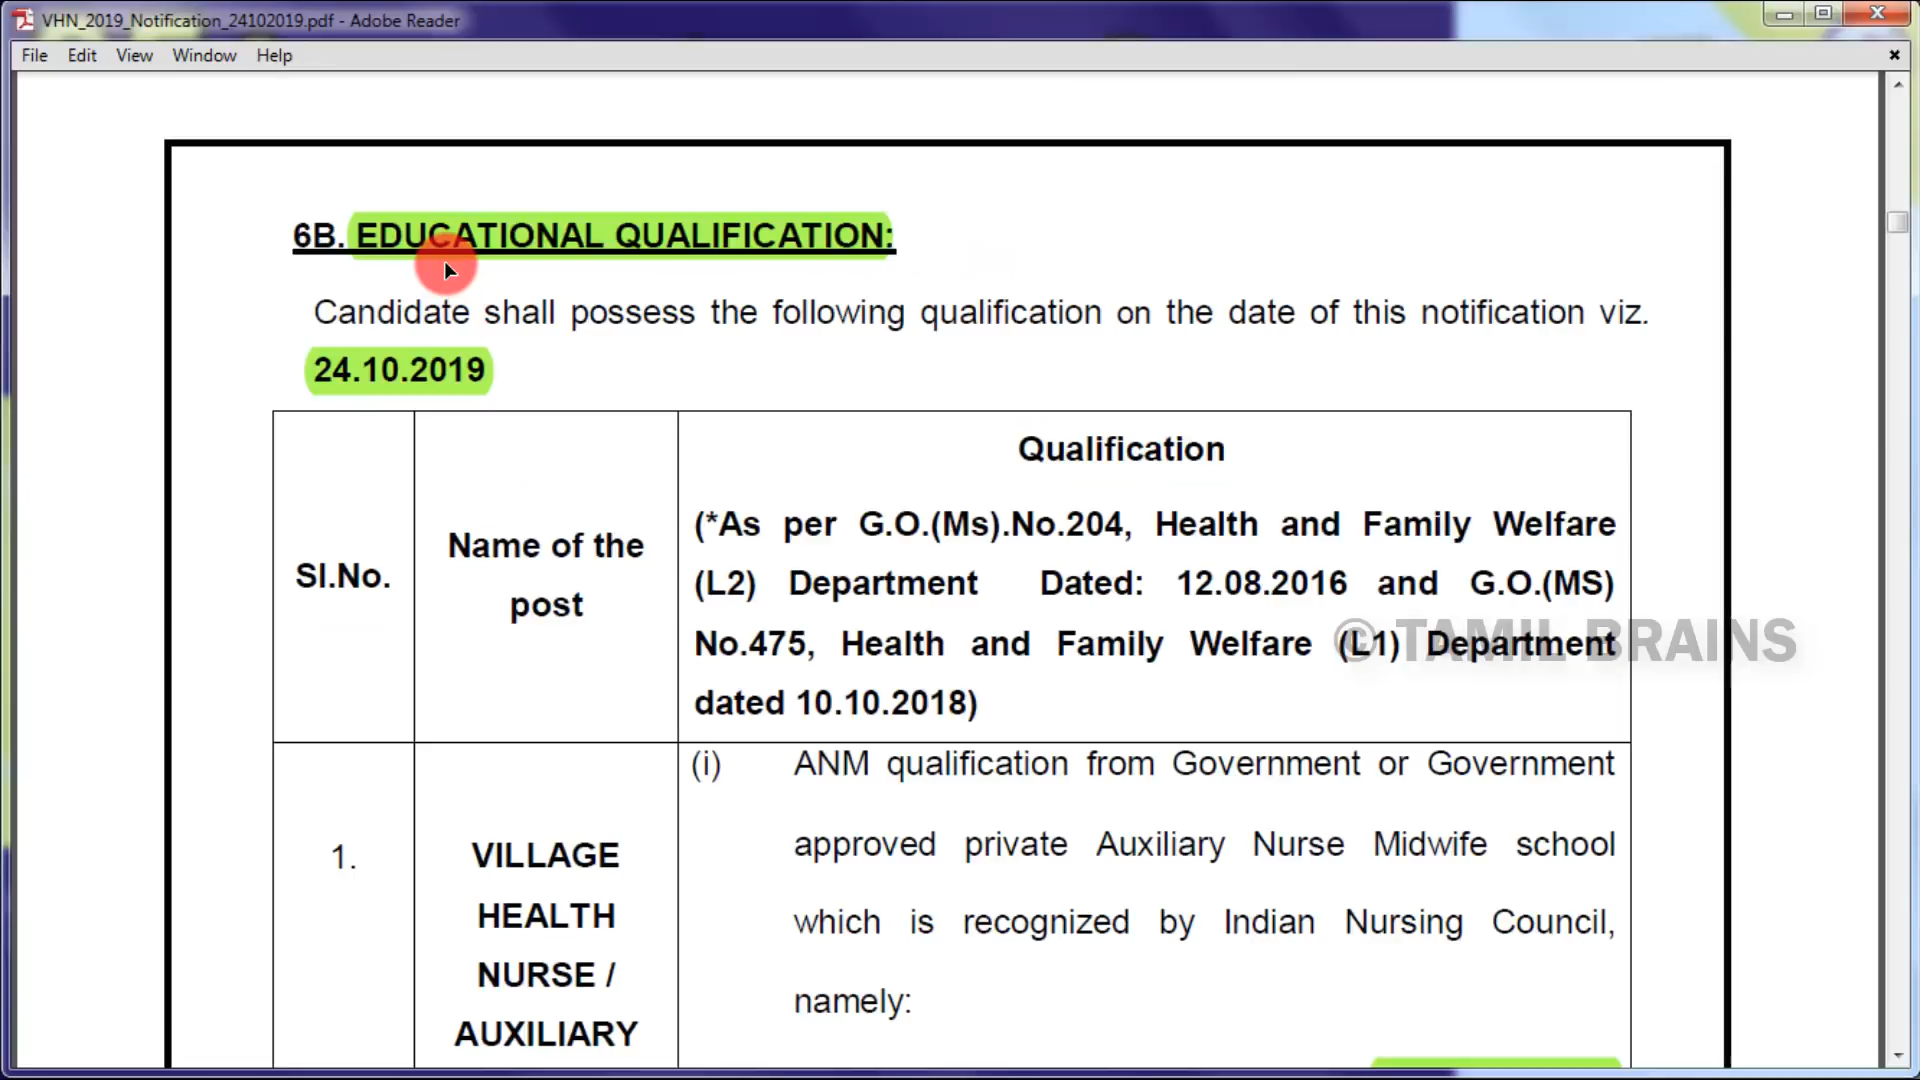 VHN_2019_Notification_24102019.pdf - Adobe Reader
File Edit View Window Help
6B. EDUCATIONAL QUALIFICATION:
Candidate shall possess the following qualification on the date of this notification viz.
24.10.2019
Sl.No.
Name of the
post
Qualification
(*As per G.O.(Ms).No.204, Health and Family Welfare
(L2) Department Dated: 12.08.2016 and G.O.(MS)
No.475, Health and Family Welfare (L1) Department
dated 10.10.2018)
© TAMIL BRAINS
1.
VILLAGE
HEALTH
NURSE /
AUXILIARY
(i) ANM qualification from Government or Government
approved private Auxiliary Nurse Midwife school
which is recognized by Indian Nursing Council,
namely: